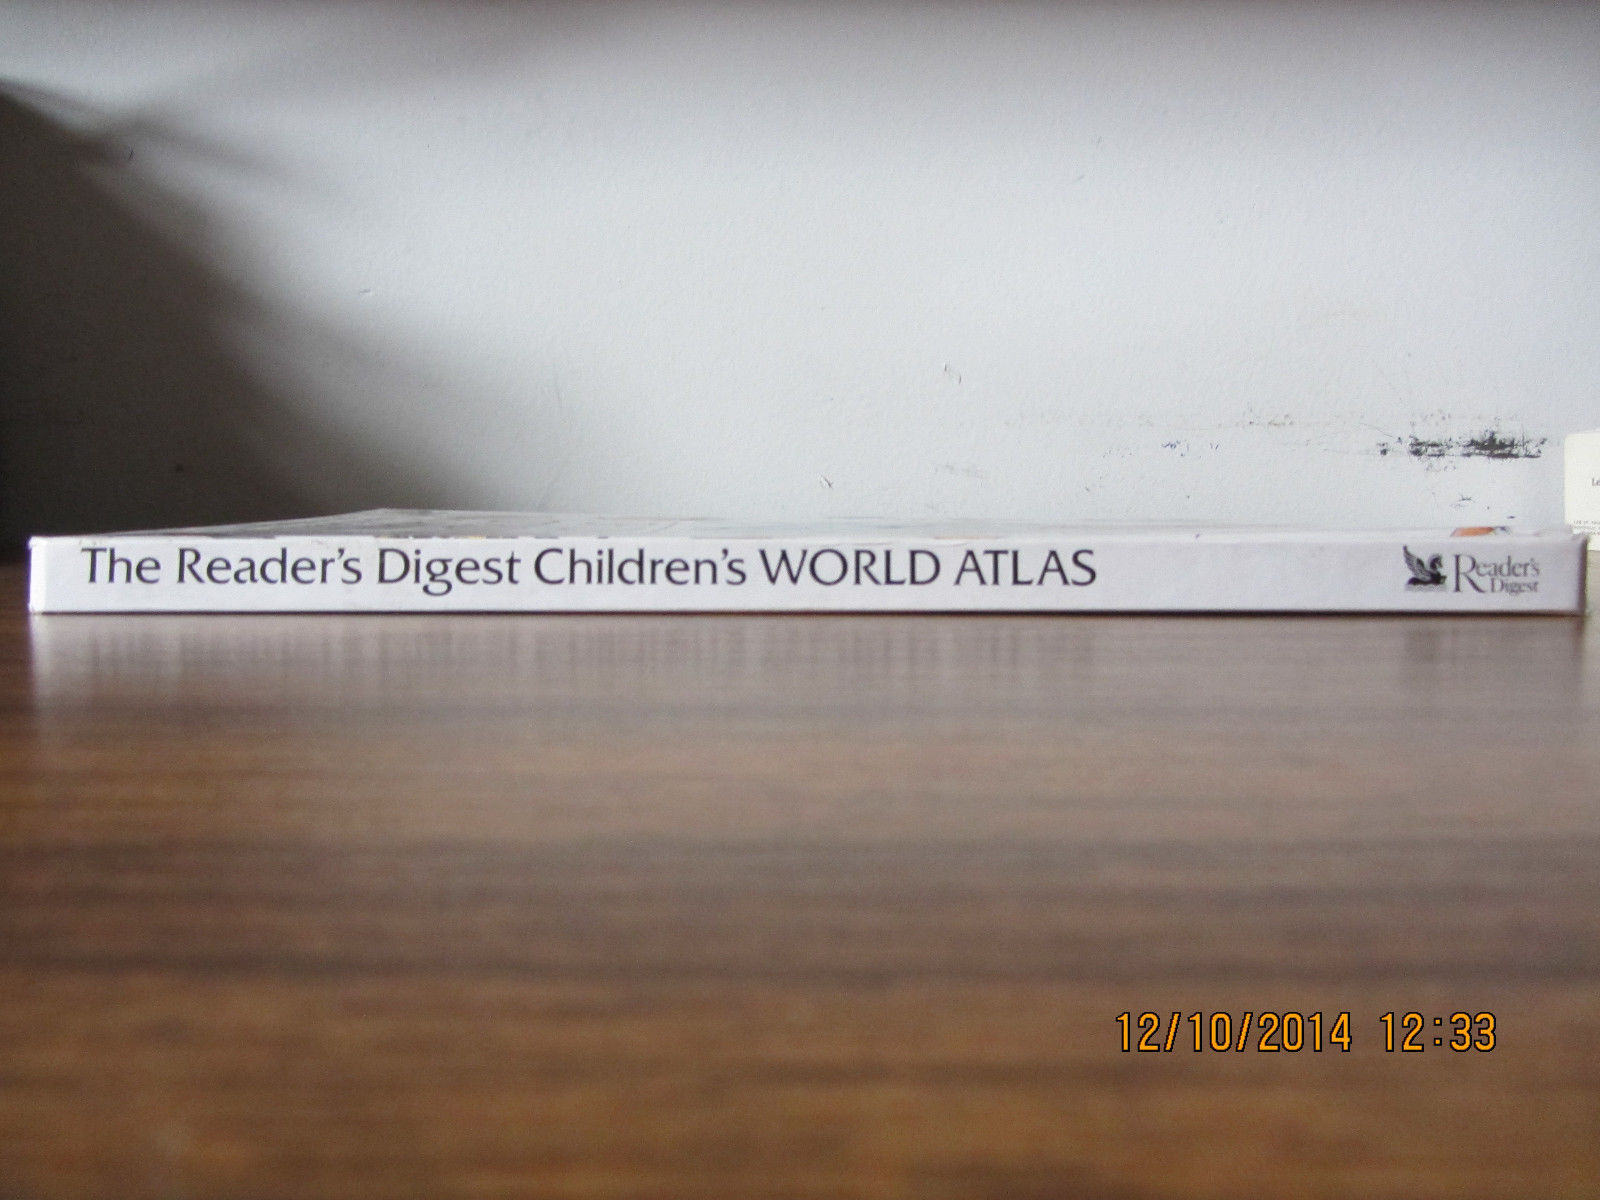 The Reader's Digest Children's WORLD ATLAS
Reader's
Digest
12/10/2014 12:33